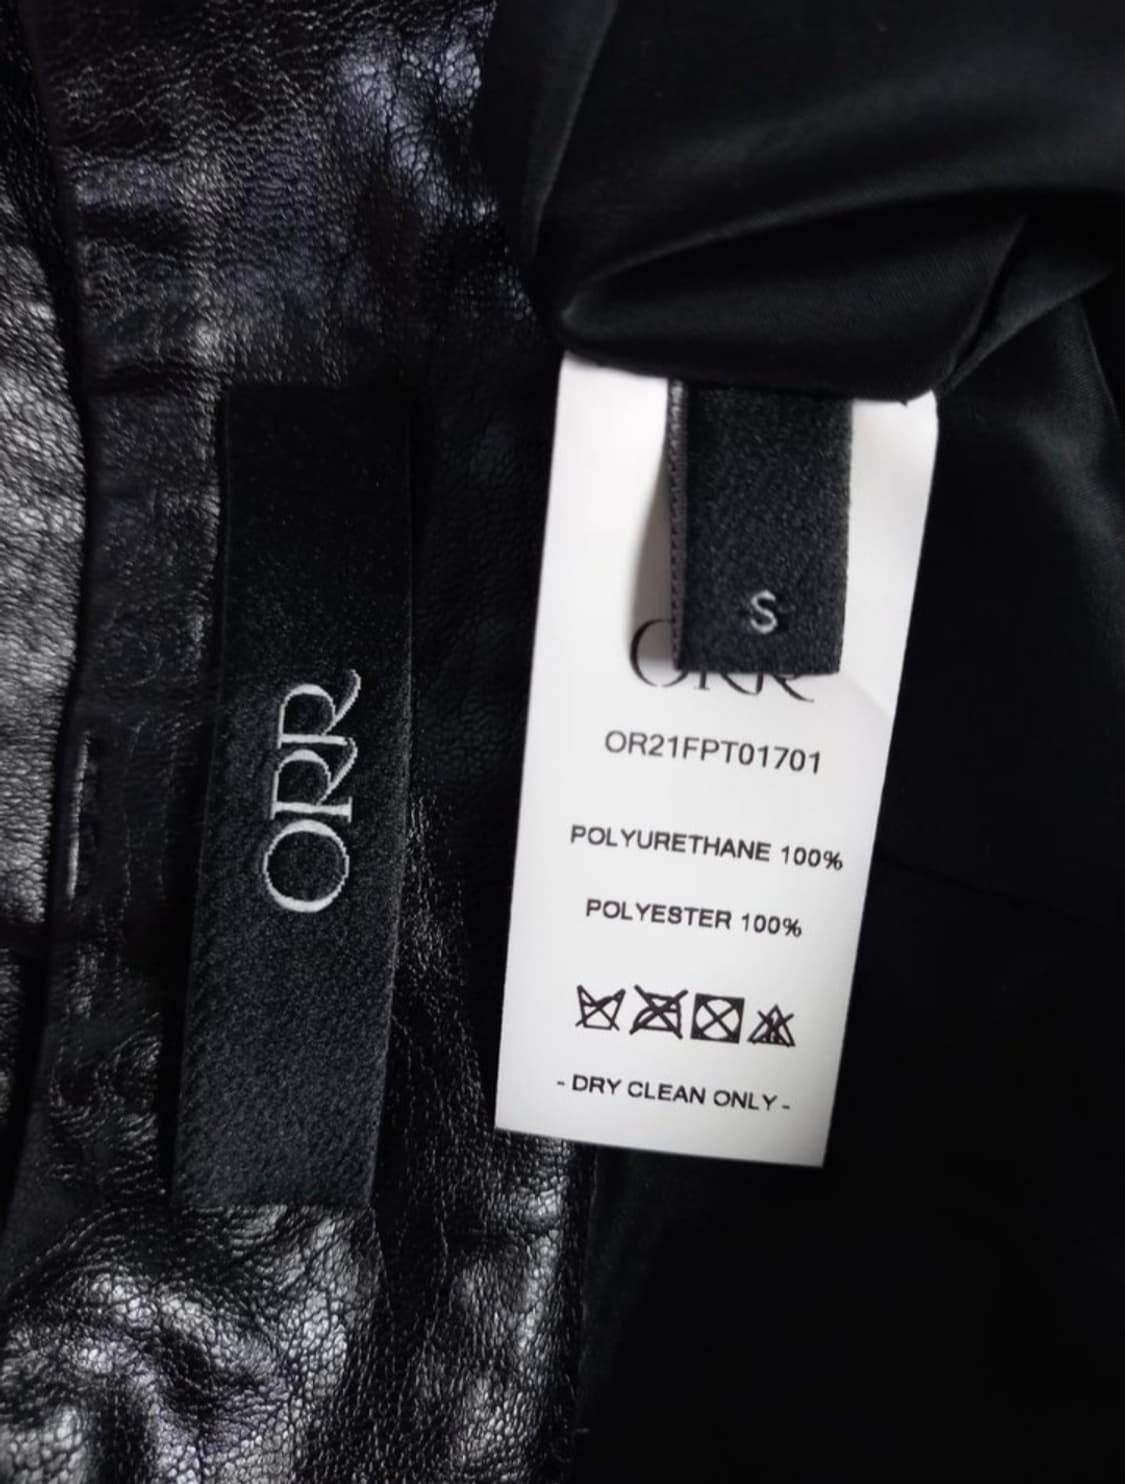 ORR
S
ORR
OR21FPT01701
POLYURETHANE 100%
POLYESTER 100%
- DRY CLEAN ONLY -